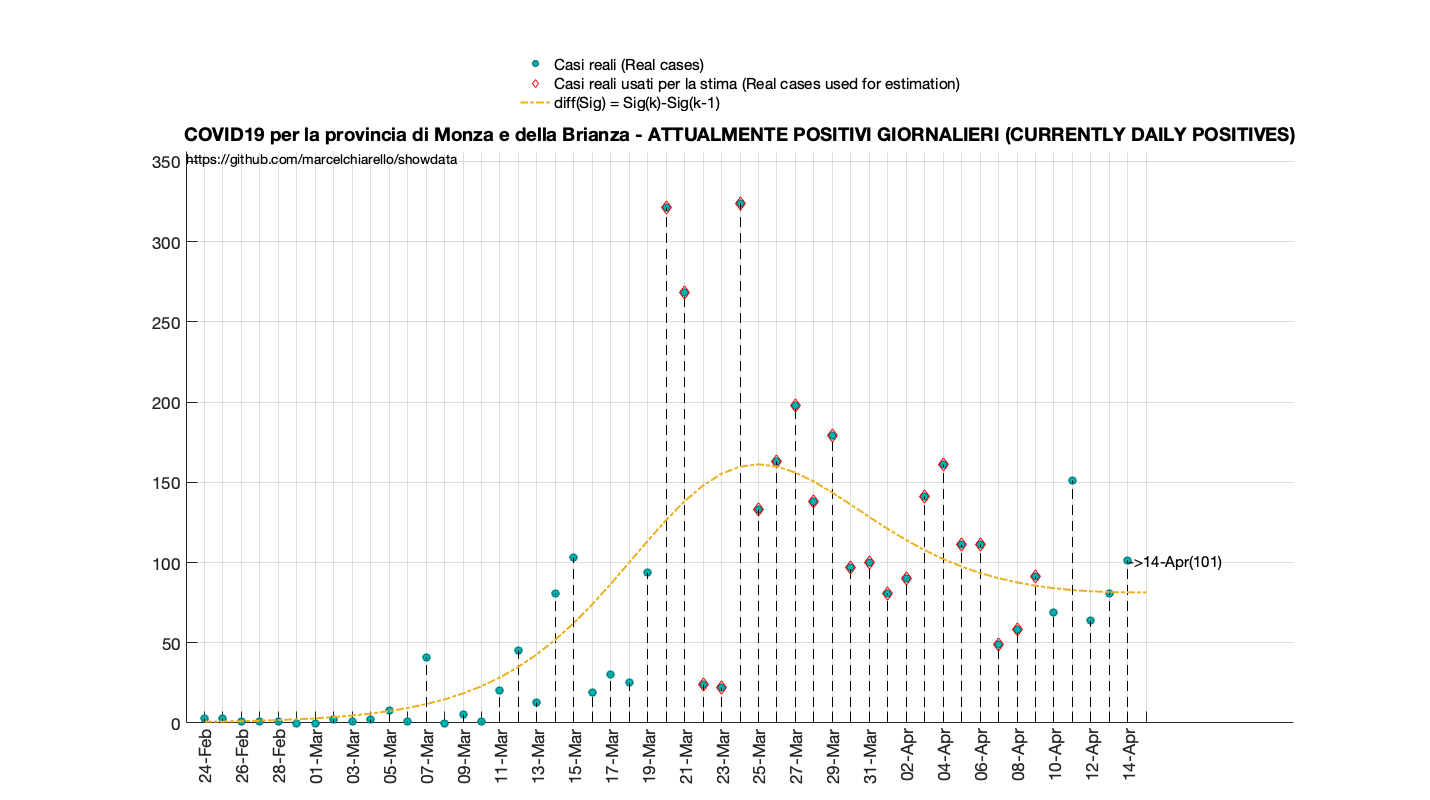 Casi reali (Real cases)
Casi reali usati per la stima (Real cases used for estimation)
diff(Sig) = Sig(k)-Sig(k-1)
COVID19 per la provincia di Monza e della Brianza - ATTUALMENTE POSITIVI GIORNALIERI (CURRENTLY DAILY POSITIVES)
https://github.com/marcelchiarello/showdata
350
300
250
200
150
100
50
0
->14-Apr(101)
24-Feb
26-Feb
28-Feb
01-Mar
03-Mar
05-Mar
07-Mar
09-Mar
11-Mar
13-Mar
15-Mar
17-Mar
19-Mar
21-Mar
23-Mar
25-Mar
27-Mar
29-Mar
31-Mar
02-Apr
04-Apr
06-Apr
08-Apr
10-Apr
12-Apr
14-Apr